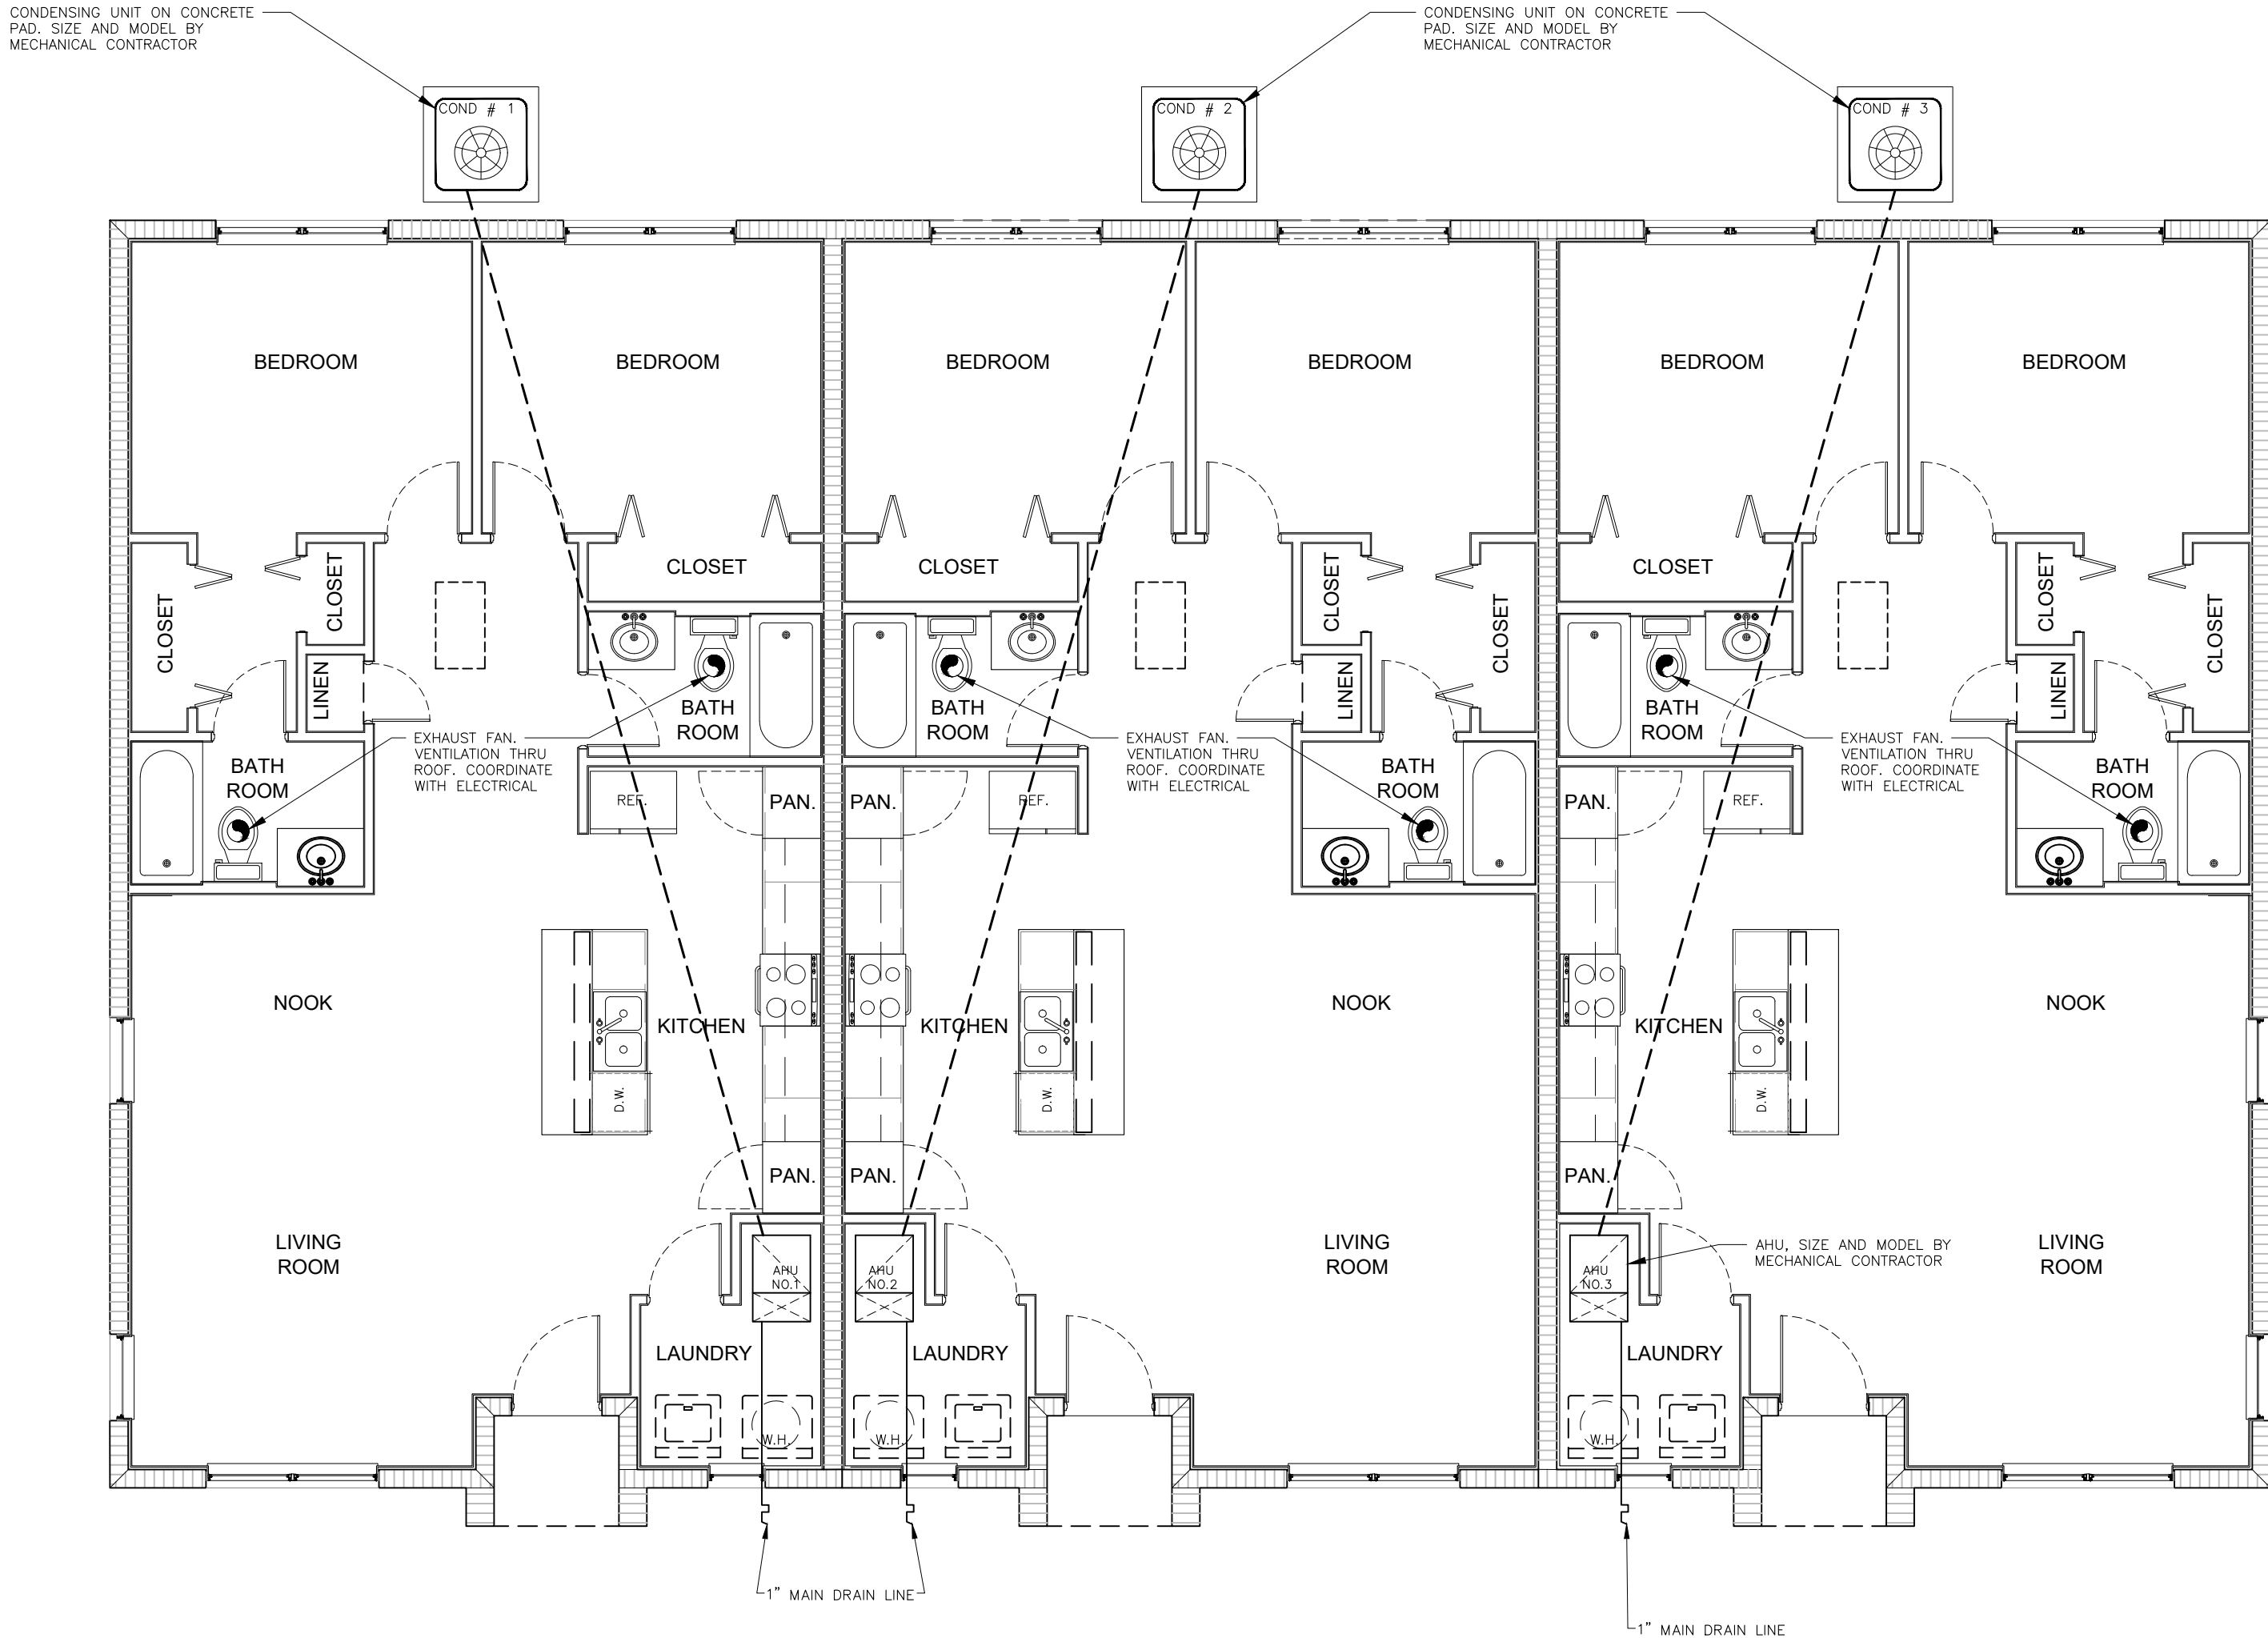 CONDENSING UNIT ON CONCRETE
PAD. SIZE AND MODEL BY
MECHANICAL CONTRACTOR
CONDENSING UNIT ON CONCRETE
PAD. SIZE AND MODEL BY
MECHANICAL CONTRACTOR
COND # 1
COND # 2
COND # 3
BEDROOM
BEDROOM
BEDROOM
BEDROOM
BEDROOM
BEDROOM
CLOSET
CLOSET
CLOSET
CLOSET
CLOSET
CLOSET
CLOSET
CLOSET
CLOSET
LINEN
LINEN
LINEN
BATH
ROOM
BATH
ROOM
BATH
ROOM
EXHAUST FAN.
VENTILATION THRU
ROOF. COORDINATE
WITH ELECTRICAL
EXHAUST FAN.
VENTILATION THRU
ROOF. COORDINATE
WITH ELECTRICAL
EXHAUST FAN.
VENTILATION THRU
ROOF. COORDINATE
WITH ELECTRICAL
BATH
ROOM
BATH
ROOM
BATH
ROOM
REF.
PAN.
PAN.
REF.
PAN.
REF.
NOOK
KITCHEN
KITCHEN
NOOK
KITCHEN
NOOK
D.W.
D.W.
D.W.
PAN.
PAN.
PAN.
LIVING
ROOM
LIVING
ROOM
LIVING
ROOM
AHU
NO.1
AHU
NO.2
AHU
NO.3
AHU, SIZE AND MODEL BY
MECHANICAL CONTRACTOR
LAUNDRY
LAUNDRY
LAUNDRY
W.H.
W.H.
W.H.
1" MAIN DRAIN LINE
1" MAIN DRAIN LINE